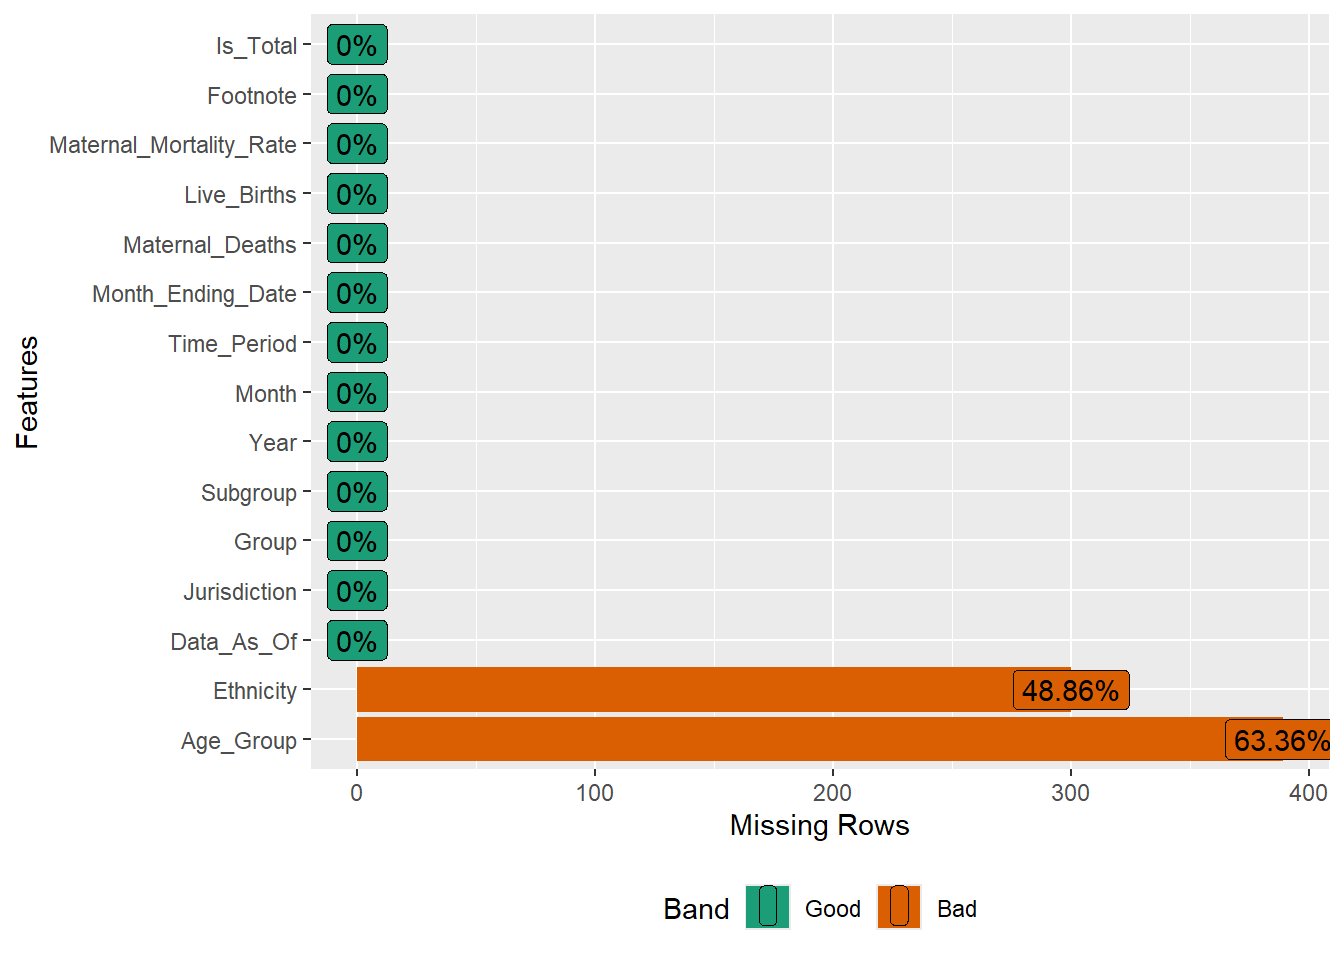 Is_Total 0%
Footnote 0%
Maternal_Mortality_Rate 0%
Live_Births 0%
Maternal_Deaths 0%
Month_Ending_Date 0%
Time_Period 0%
Month 0%
Year 0%
Subgroup 0%
Group 0%
Jurisdiction 0%
Data_As_Of 0%
Ethnicity 48.86%
Age_Group 63.36%
Features
0 100 200 300 400
Missing Rows
Band Good Bad